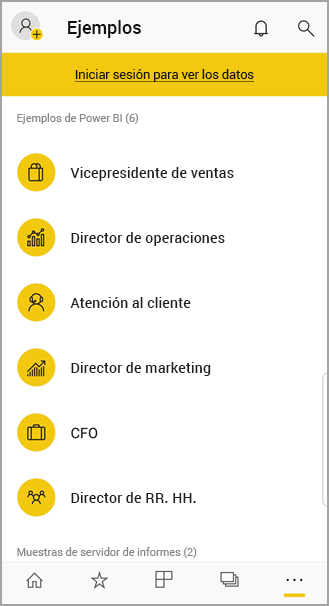 Ejemplos
Iniciar sesión para ver los datos
Ejemplos de Power BI (6)
Vicepresidente de ventas
Director de operaciones
Atención al cliente
Director de marketing
CFO
Director de RR. HH.
Muestras de servidor de informes (2)